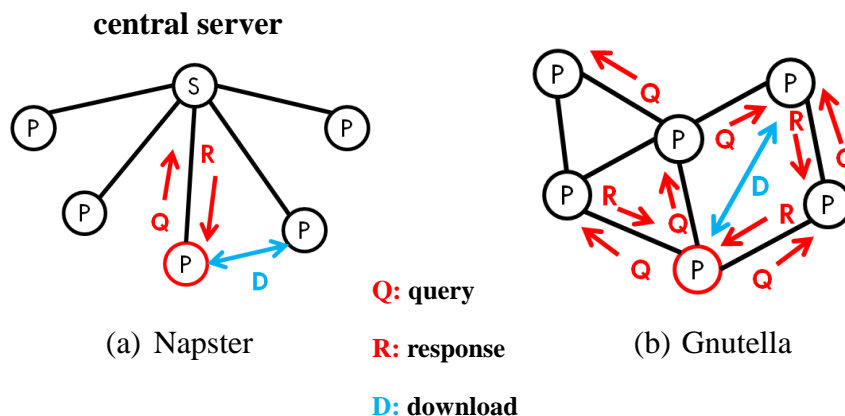 central server
S
P
P
P
P
P
R
Q
D
(a) Napster
P
P
P
P
P
P
Q
Q
R
Q
R
Q
D
R
Q
Q
(b) Gnutella
Q: query
R: response
D: download